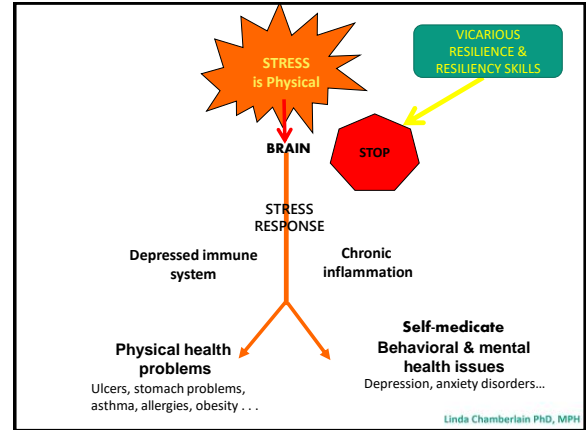 STRESS
is Physical
VICARIOUS
RESILIENCE &
RESILIENCY SKILLS
BRAIN
STOP
STRESS
RESPONSE
Depressed immune
system
Chronic
inflammation
Physical health
problems
Ulcers, stomach problems,
asthma, allergies, obesity . . .
Self-medicate
Behavioral & mental
health issues
Depression, anxiety disorders…
Linda Chamberlain PhD, MPH